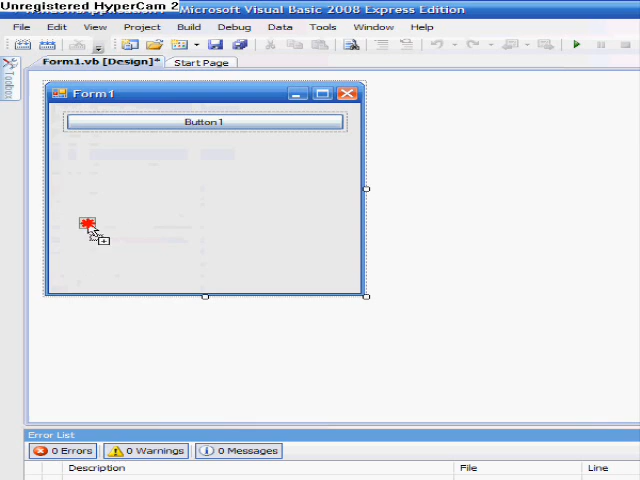 Unregistered HyperCam 2
Microsoft Visual Basic 2008 Express Edition
File Edit View Project Build Debug Data Tools Window Help
Form1.vb [Design]* Start Page
Toolbox
Form1
Button1
Error List
0 Errors 0 Warnings 0 Messages
Description File Line